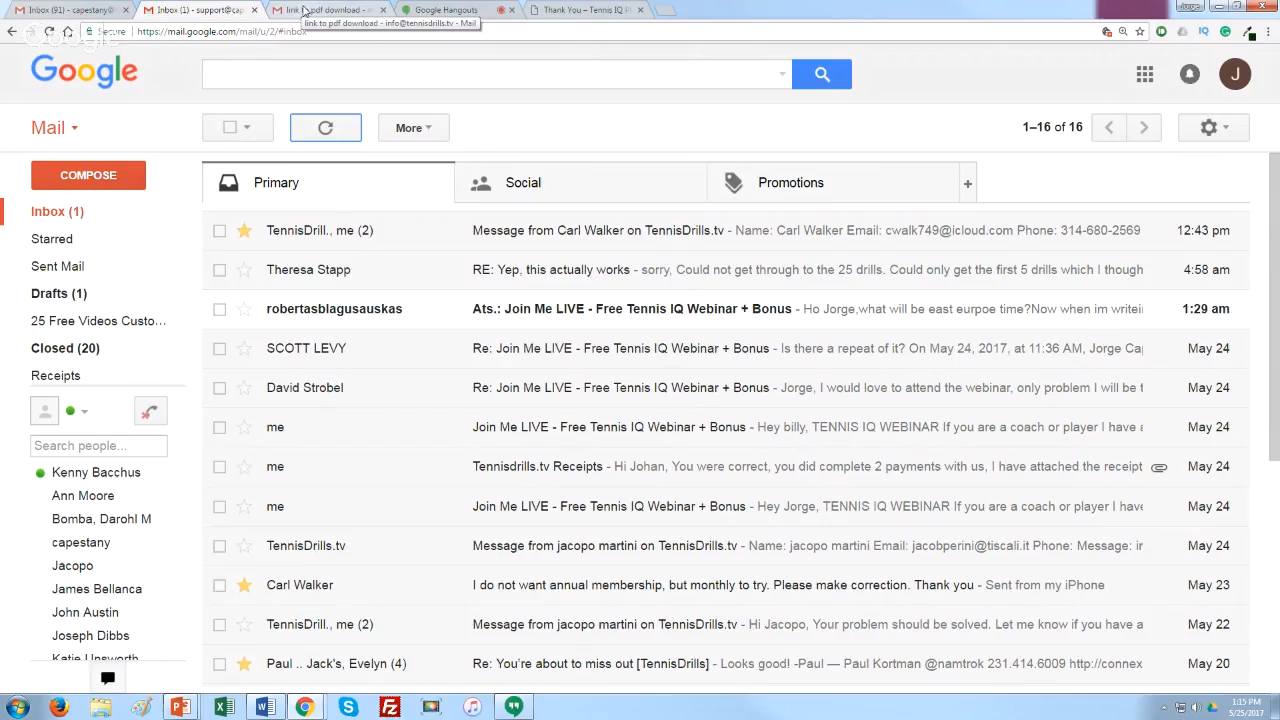 Inbox (91) - capestany@
Inbox (1) - support@cap
link to pdf download -
Google Hangouts
Thank You – Tennis IQ P
Jorge
link to pdf download - info@tennisdrills.tv - Mail
Secure
https://mail.google.com/mail/u/2/#inbox
Google
Google
J
Mail
More
1–16 of 16
COMPOSE
Primary
Social
Promotions
+
Inbox (1)
Starred
Sent Mail
Drafts (1)
25 Free Videos Custo...
Closed (20)
Receipts
Search people...
Kenny Bacchus
Ann Moore
Bomba, Darohl M
capestany
Jacopo
James Bellanca
John Austin
Joseph Dibbs
Katie Unsworth
TennisDrill., me (2) Message from Carl Walker on TennisDrills.tv - Name: Carl Walker Email: cwalk749@icloud.com Phone: 314-680-2569 12:43 pm
Theresa Stapp RE: Yep, this actually works - sorry, Could not get through to the 25 drills. Could only get the first 5 drills which I though 4:58 am
robertasblagusauskas Ats.: Join Me LIVE - Free Tennis IQ Webinar + Bonus - Ho Jorge,what will be east eurpoe time?Now when im writeir 1:29 am
SCOTT LEVY Re: Join Me LIVE - Free Tennis IQ Webinar + Bonus - Is there a repeat of it? On May 24, 2017, at 11:36 AM, Jorge Ca May 24
David Strobel Re: Join Me LIVE - Free Tennis IQ Webinar + Bonus - Jorge, I would love to attend the webinar, only problem I will be t May 24
me Join Me LIVE - Free Tennis IQ Webinar + Bonus - Hey billy, TENNIS IQ WEBINAR If you are a coach or player I have a May 24
me Tennisdrills.tv Receipts - Hi Johan, You were correct, you did complete 2 payments with us, I have attached the receipt May 24
me Join Me LIVE - Free Tennis IQ Webinar + Bonus - Hey Jorge, TENNIS IQ WEBINAR If you are a coach or player I have May 24
TennisDrills.tv Message from jacopo martini on TennisDrills.tv - Name: jacopo martini Email: jacobperini@tiscali.it Phone: Message: ir May 24
Carl Walker I do not want annual membership, but monthly to try. Please make correction. Thank you - Sent from my iPhone May 23
TennisDrill., me (2) Message from jacopo martini on TennisDrills.tv - Hi Jacopo, Your problem should be solved. Let me know if you have a May 22
Paul .. Jack's, Evelyn (4) Re: You're about to miss out [TennisDrills] - Looks good! -Paul — Paul Kortman @namtrok 231.414.6009 http://connex May 20
1:15 PM
5/25/2017